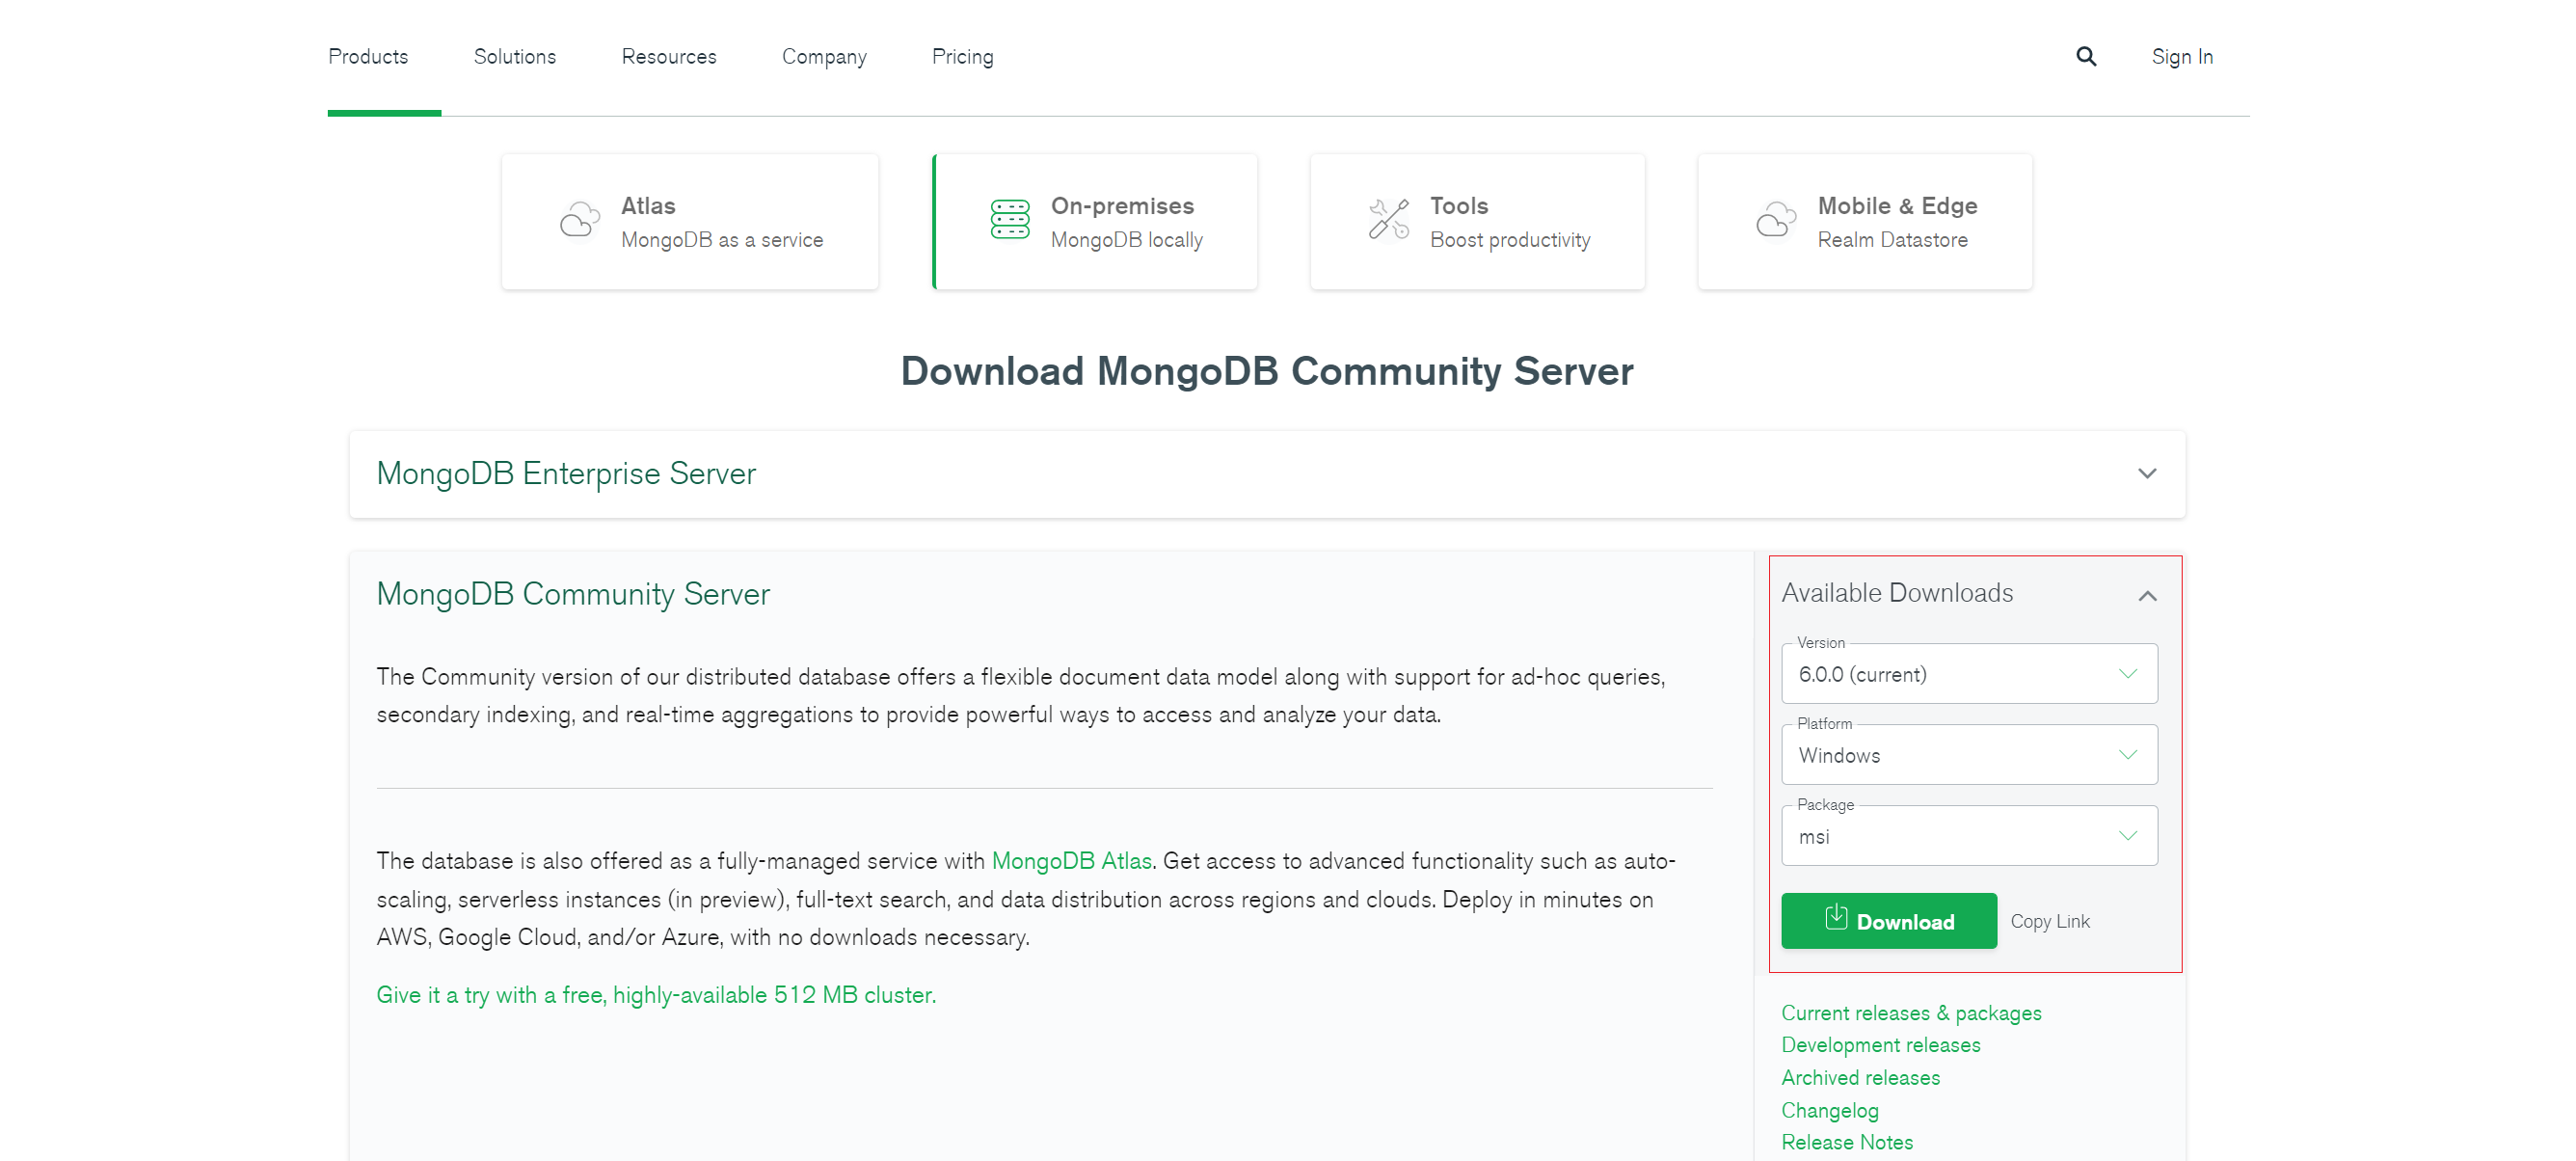 Products Solutions Resources Company Pricing Sign In
Atlas
MongoDB as a service
On-premises
MongoDB locally
Tools
Boost productivity
Mobile & Edge
Realm Datastore
Download MongoDB Community Server
MongoDB Enterprise Server
MongoDB Community Server
The Community version of our distributed database offers a flexible document data model along with support for ad-hoc queries,
secondary indexing, and real-time aggregations to provide powerful ways to access and analyze your data.
The database is also offered as a fully-managed service with MongoDB Atlas. Get access to advanced functionality such as auto-
scaling, serverless instances (in preview), full-text search, and data distribution across regions and clouds. Deploy in minutes on
AWS, Google Cloud, and/or Azure, with no downloads necessary.
Give it a try with a free, highly-available 512 MB cluster.
Available Downloads
Version
6.0.0 (current)
Platform
Windows
Package
msi
Download Copy Link
Current releases & packages
Development releases
Archived releases
Changelog
Release Notes